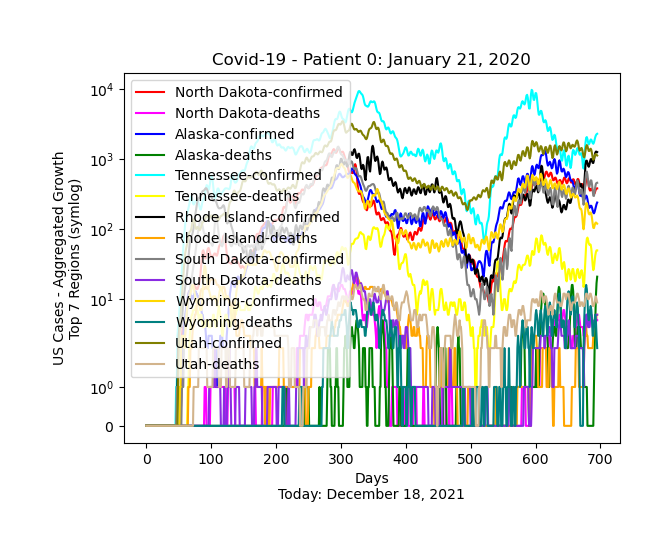 Covid-19 - Patient 0: January 21, 2020
US Cases - Aggregated Growth
Top 7 Regions (symlog)
10^4
10^3
10^2
10^1
10^0
0
North Dakota-confirmed
North Dakota-deaths
Alaska-confirmed
Alaska-deaths
Tennessee-confirmed
Tennessee-deaths
Rhode Island-confirmed
Rhode Island-deaths
South Dakota-confirmed
South Dakota-deaths
Wyoming-confirmed
Wyoming-deaths
Utah-confirmed
Utah-deaths
0 100 200 300 400 500 600 700
Days
Today: December 18, 2021